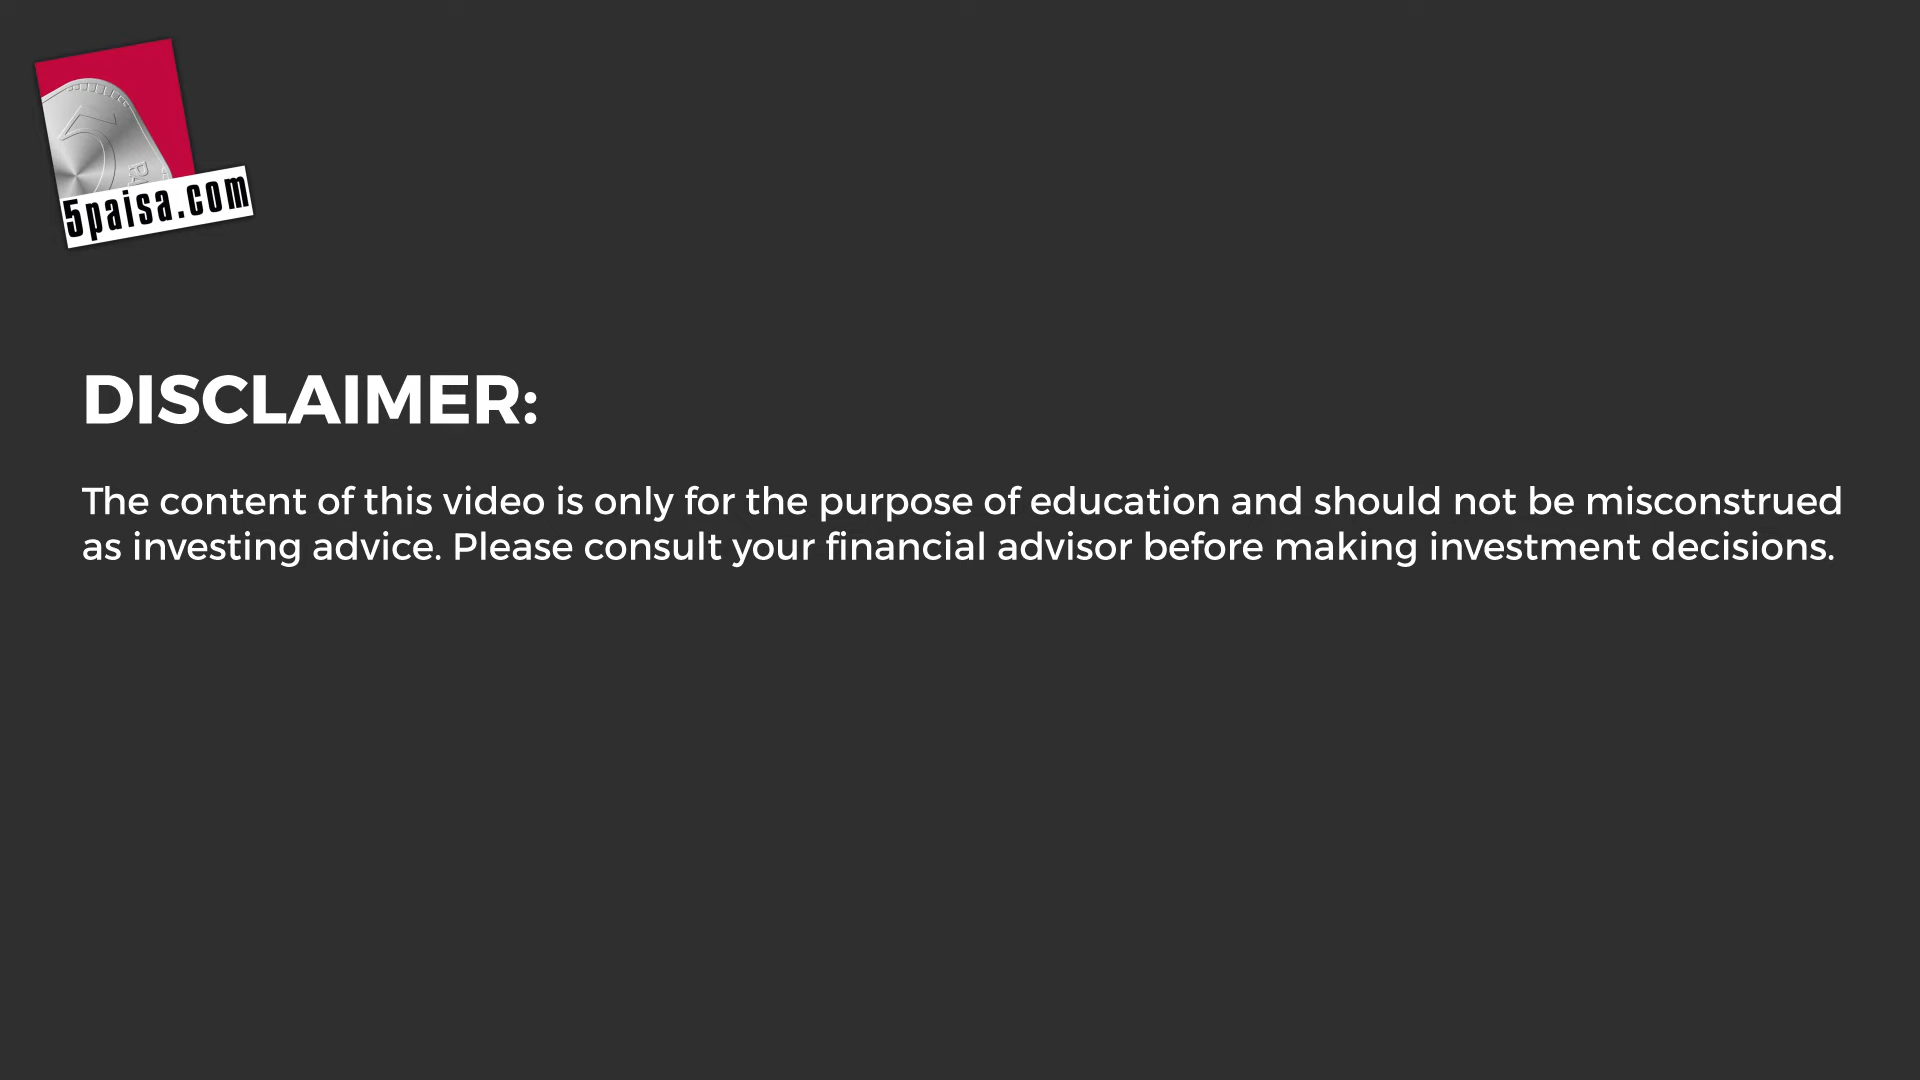 5paisa.com
DISCLAIMER:
The content of this video is only for the purpose of education and should not be misconstrued
as investing advice. Please consult your financial advisor before making investment decisions.